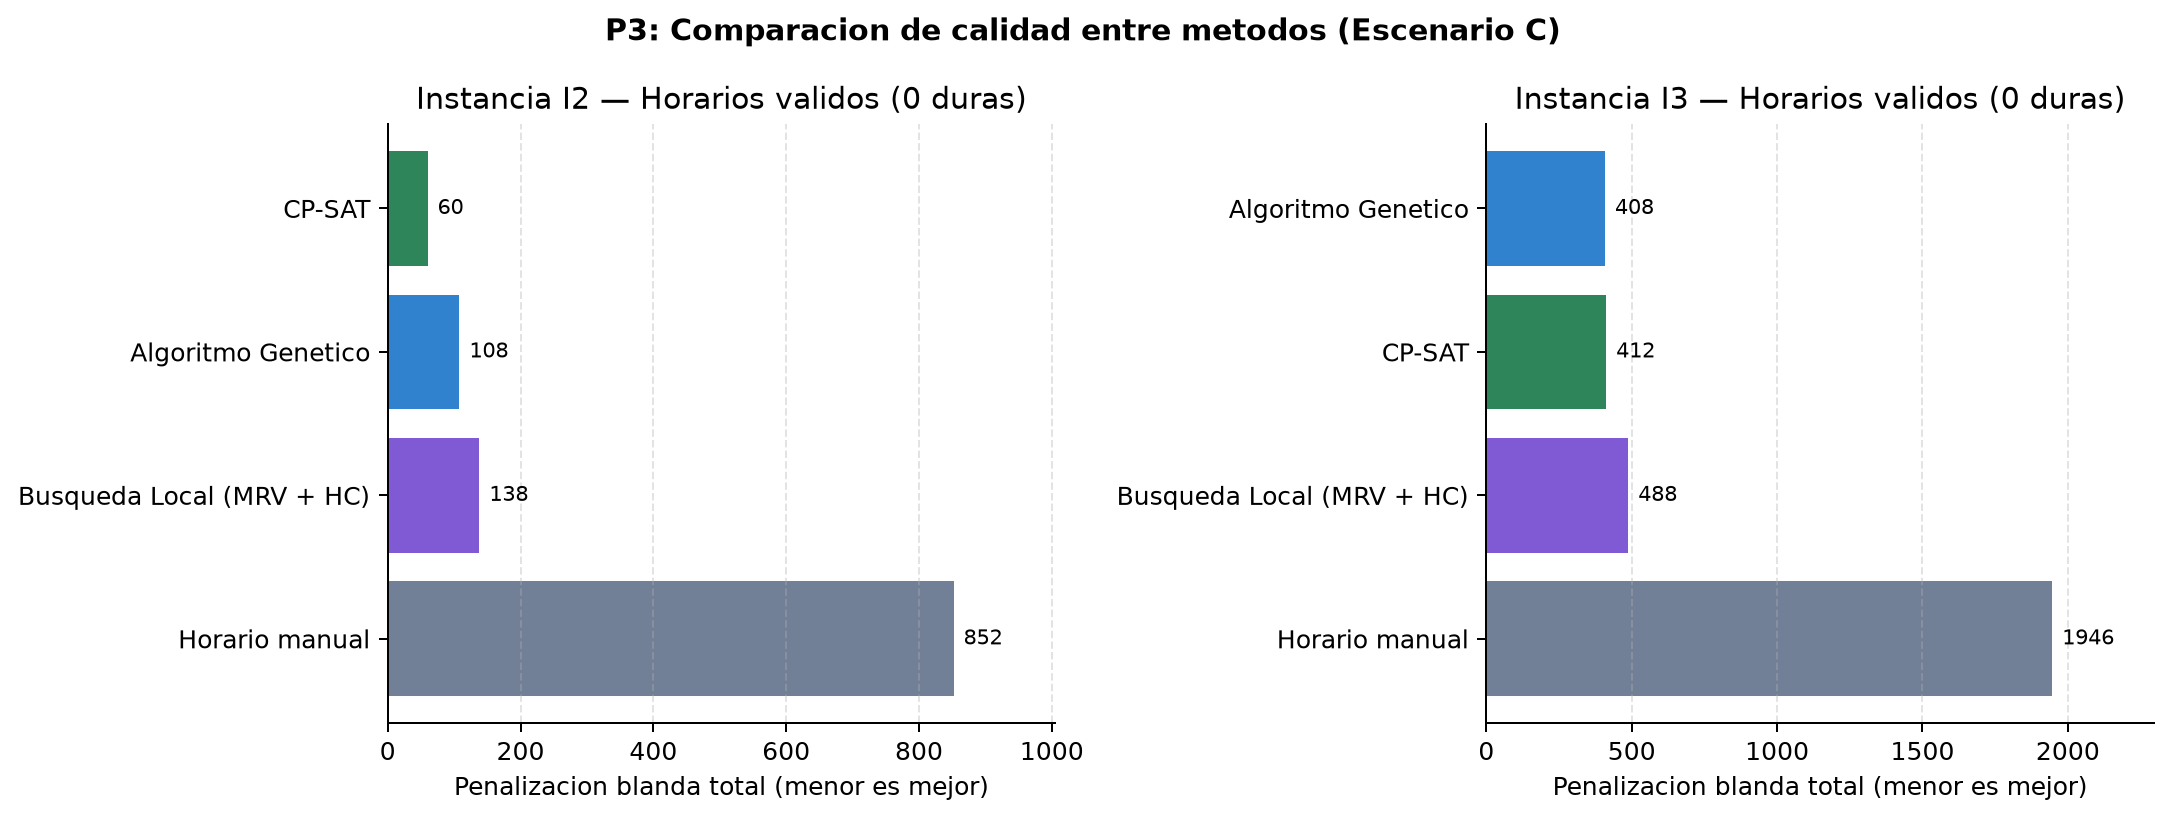 P3: Comparacion de calidad entre metodos (Escenario C)
Instancia I2 — Horarios validos (0 duras)
CP-SAT
60
Algoritmo Genetico
108
Busqueda Local (MRV + HC)
138
Horario manual
852
0 200 400 600 800 1000
Penalizacion blanda total (menor es mejor)
Instancia I3 — Horarios validos (0 duras)
Algoritmo Genetico
408
CP-SAT
412
Busqueda Local (MRV + HC)
488
Horario manual
1946
0 500 1000 1500 2000
Penalizacion blanda total (menor es mejor)